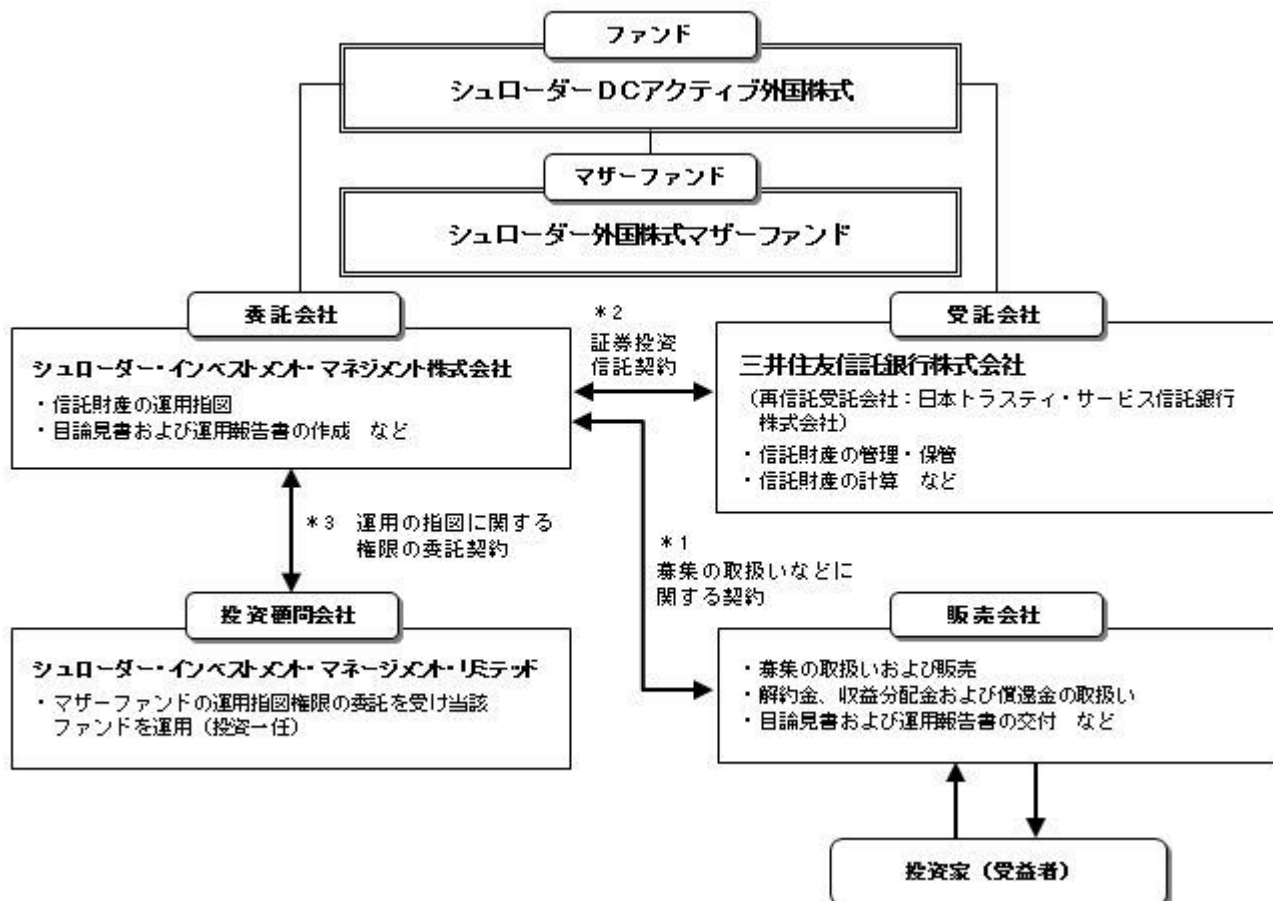 ファンド
シュローダーDCアクティブ外国株式
マザーファンド
シュローダー外国株式マザーファンド
委託会社
シュローダー・インベストメント・マネジメント株式会社
・信託財産の運用指図
・目論見書および運用報告書の作成 など
＊2
証券投資
信託契約
受託会社
三井住友信託銀行株式会社
（再信託受託会社：日本トラスティ・サービス信託銀行
株式会社）
・信託財産の管理・保管
・信託財産の計算 など
＊3 運用の指図に関する
権限の委託契約
＊1
募集の取扱いなどに
関する契約
投資顧問会社
シュローダー・インベストメント・マネージメント・リミテッド
・マザーファンドの運用指図権限の委託を受け当該
ファンドを運用（投資一任）
販売会社
・募集の取扱いおよび販売
・解約金、収益分配金および償還金の取扱い
・目論見書および運用報告書の交付 など
投資家（受益者）